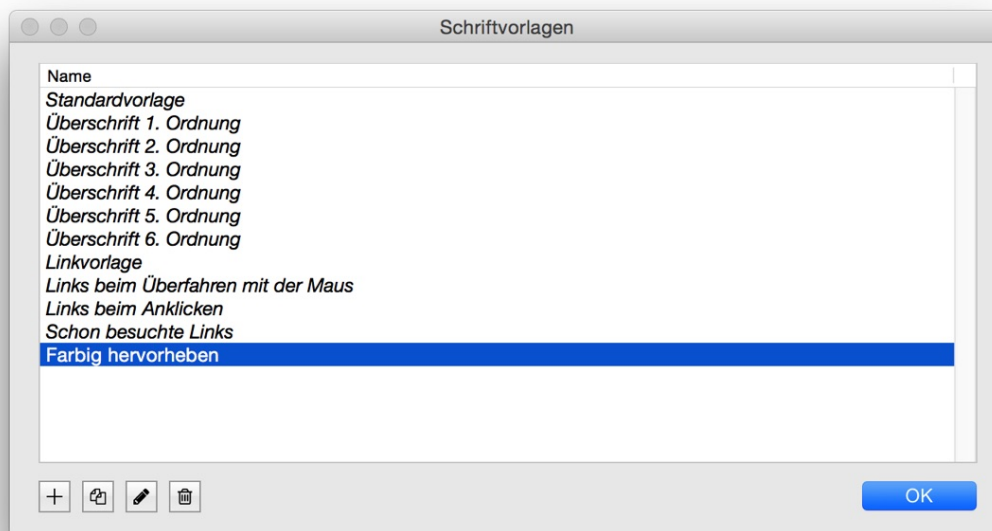 Schriftvorlagen
Name
Standardvorlage
Überschrift 1. Ordnung
Überschrift 2. Ordnung
Überschrift 3. Ordnung
Überschrift 4. Ordnung
Überschrift 5. Ordnung
Überschrift 6. Ordnung
Linkvorlage
Links beim Überfahren mit der Maus
Links beim Anklicken
Schon besuchte Links
Farbig hervorheben
OK